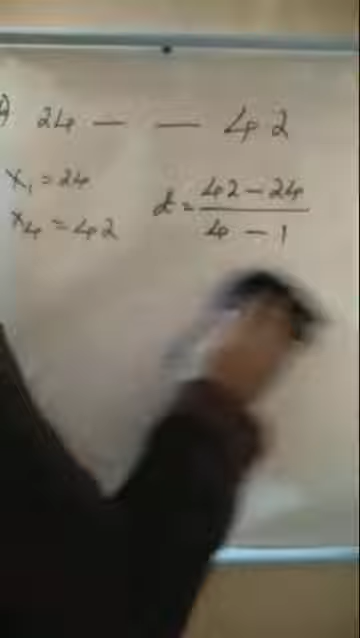 24 — — 42
x₁ = 24
x₄ = 42
d = (42 - 24) / (4 - 1)